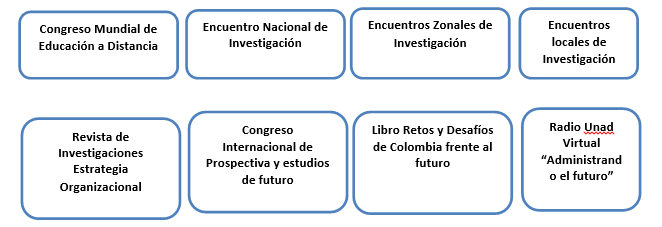 Congreso Mundial de
Educación a Distancia
Encuentro Nacional de
Investigación
Encuentros Zonales de
Investigación
Encuentros
locales de
Investigación
Revista de
Investigaciones
Estrategia
Organizacional
Congreso
Internacional de
Prospectiva y estudios
de futuro
Libro Retos y Desafíos
de Colombia frente al
futuro
Radio Unad
Virtual
“Administrand
o el futuro”